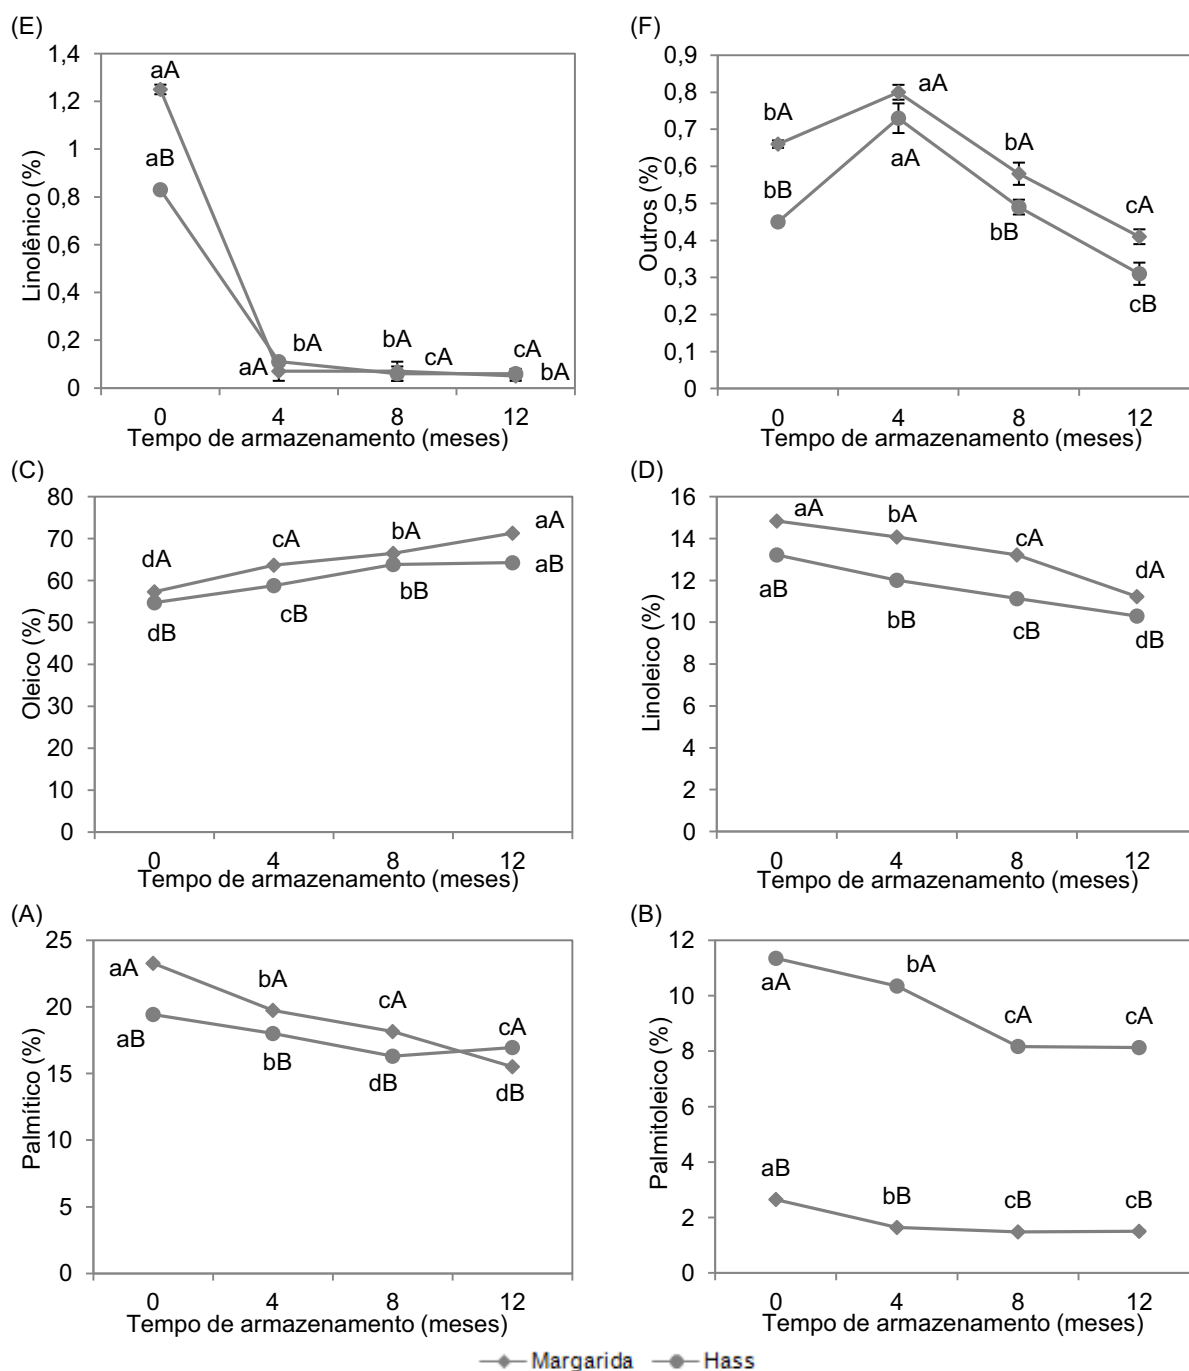 (E)
Linolênico (%)
1,4
1,2
1
0,8
0,6
0,4
0,2
0
aA
aB
aA
bA
bA
cA
cA
bA
0 4 8 12
Tempo de armazenamento (meses)
(F)
Outros (%)
0,9
0,8
0,7
0,6
0,5
0,4
0,3
0,2
0,1
0
bA
bB
aA
aA
bA
bB
cA
cB
0 4 8 12
Tempo de armazenamento (meses)
(C)
Oleico (%)
80
70
60
50
40
30
20
10
0
dA
dB
cA
cB
bA
bB
aA
aB
0 4 8 12
Tempo de armazenamento (meses)
(D)
Linoleico (%)
16
14
12
10
8
6
4
2
0
aA
aB
bA
bB
cA
cB
dA
dB
0 4 8 12
Tempo de armazenamento (meses)
(A)
Palmítico (%)
25
20
15
10
5
0
aA
aB
bA
bB
cA
dB
cA
dB
0 4 8 12
Tempo de armazenamento (meses)
(B)
Palmitoleico (%)
12
10
8
6
4
2
0
aA
bA
cA
cA
aB
bB
cB
cB
0 4 8 12
Tempo de armazenamento (meses)
Margarida Hass